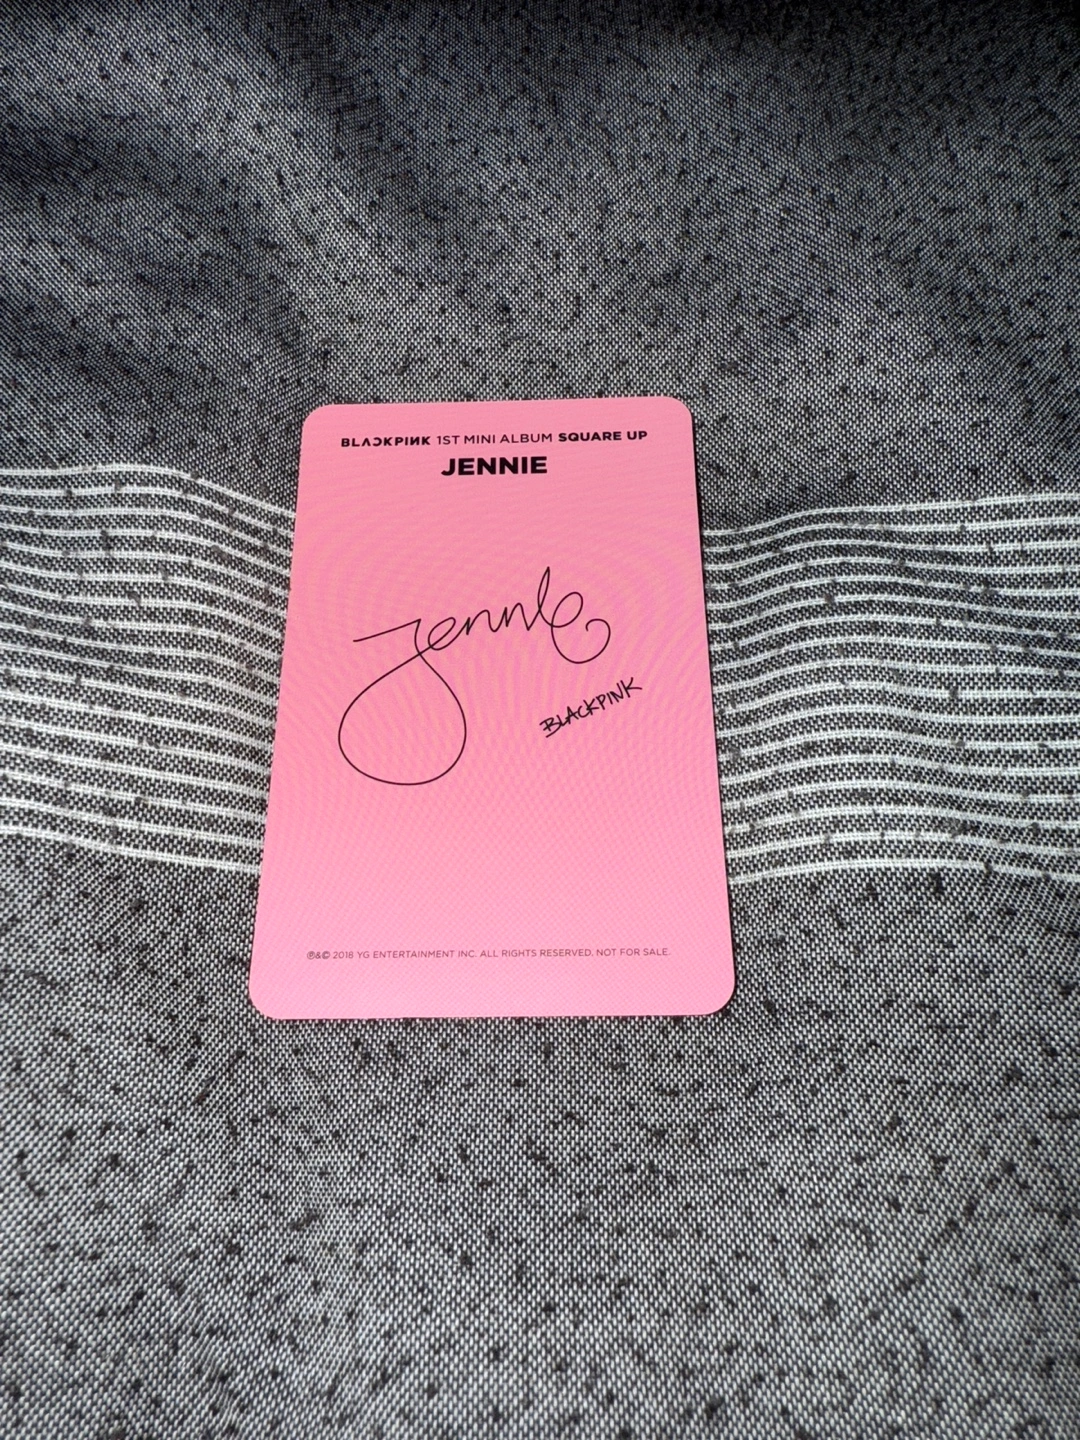 BLACKPINK 1ST MINI ALBUM SQUARE UP
JENNIE
Jennie
BLACKPINK
℗&© 2018 YG ENTERTAINMENT INC. ALL RIGHTS RESERVED. NOT FOR SALE.